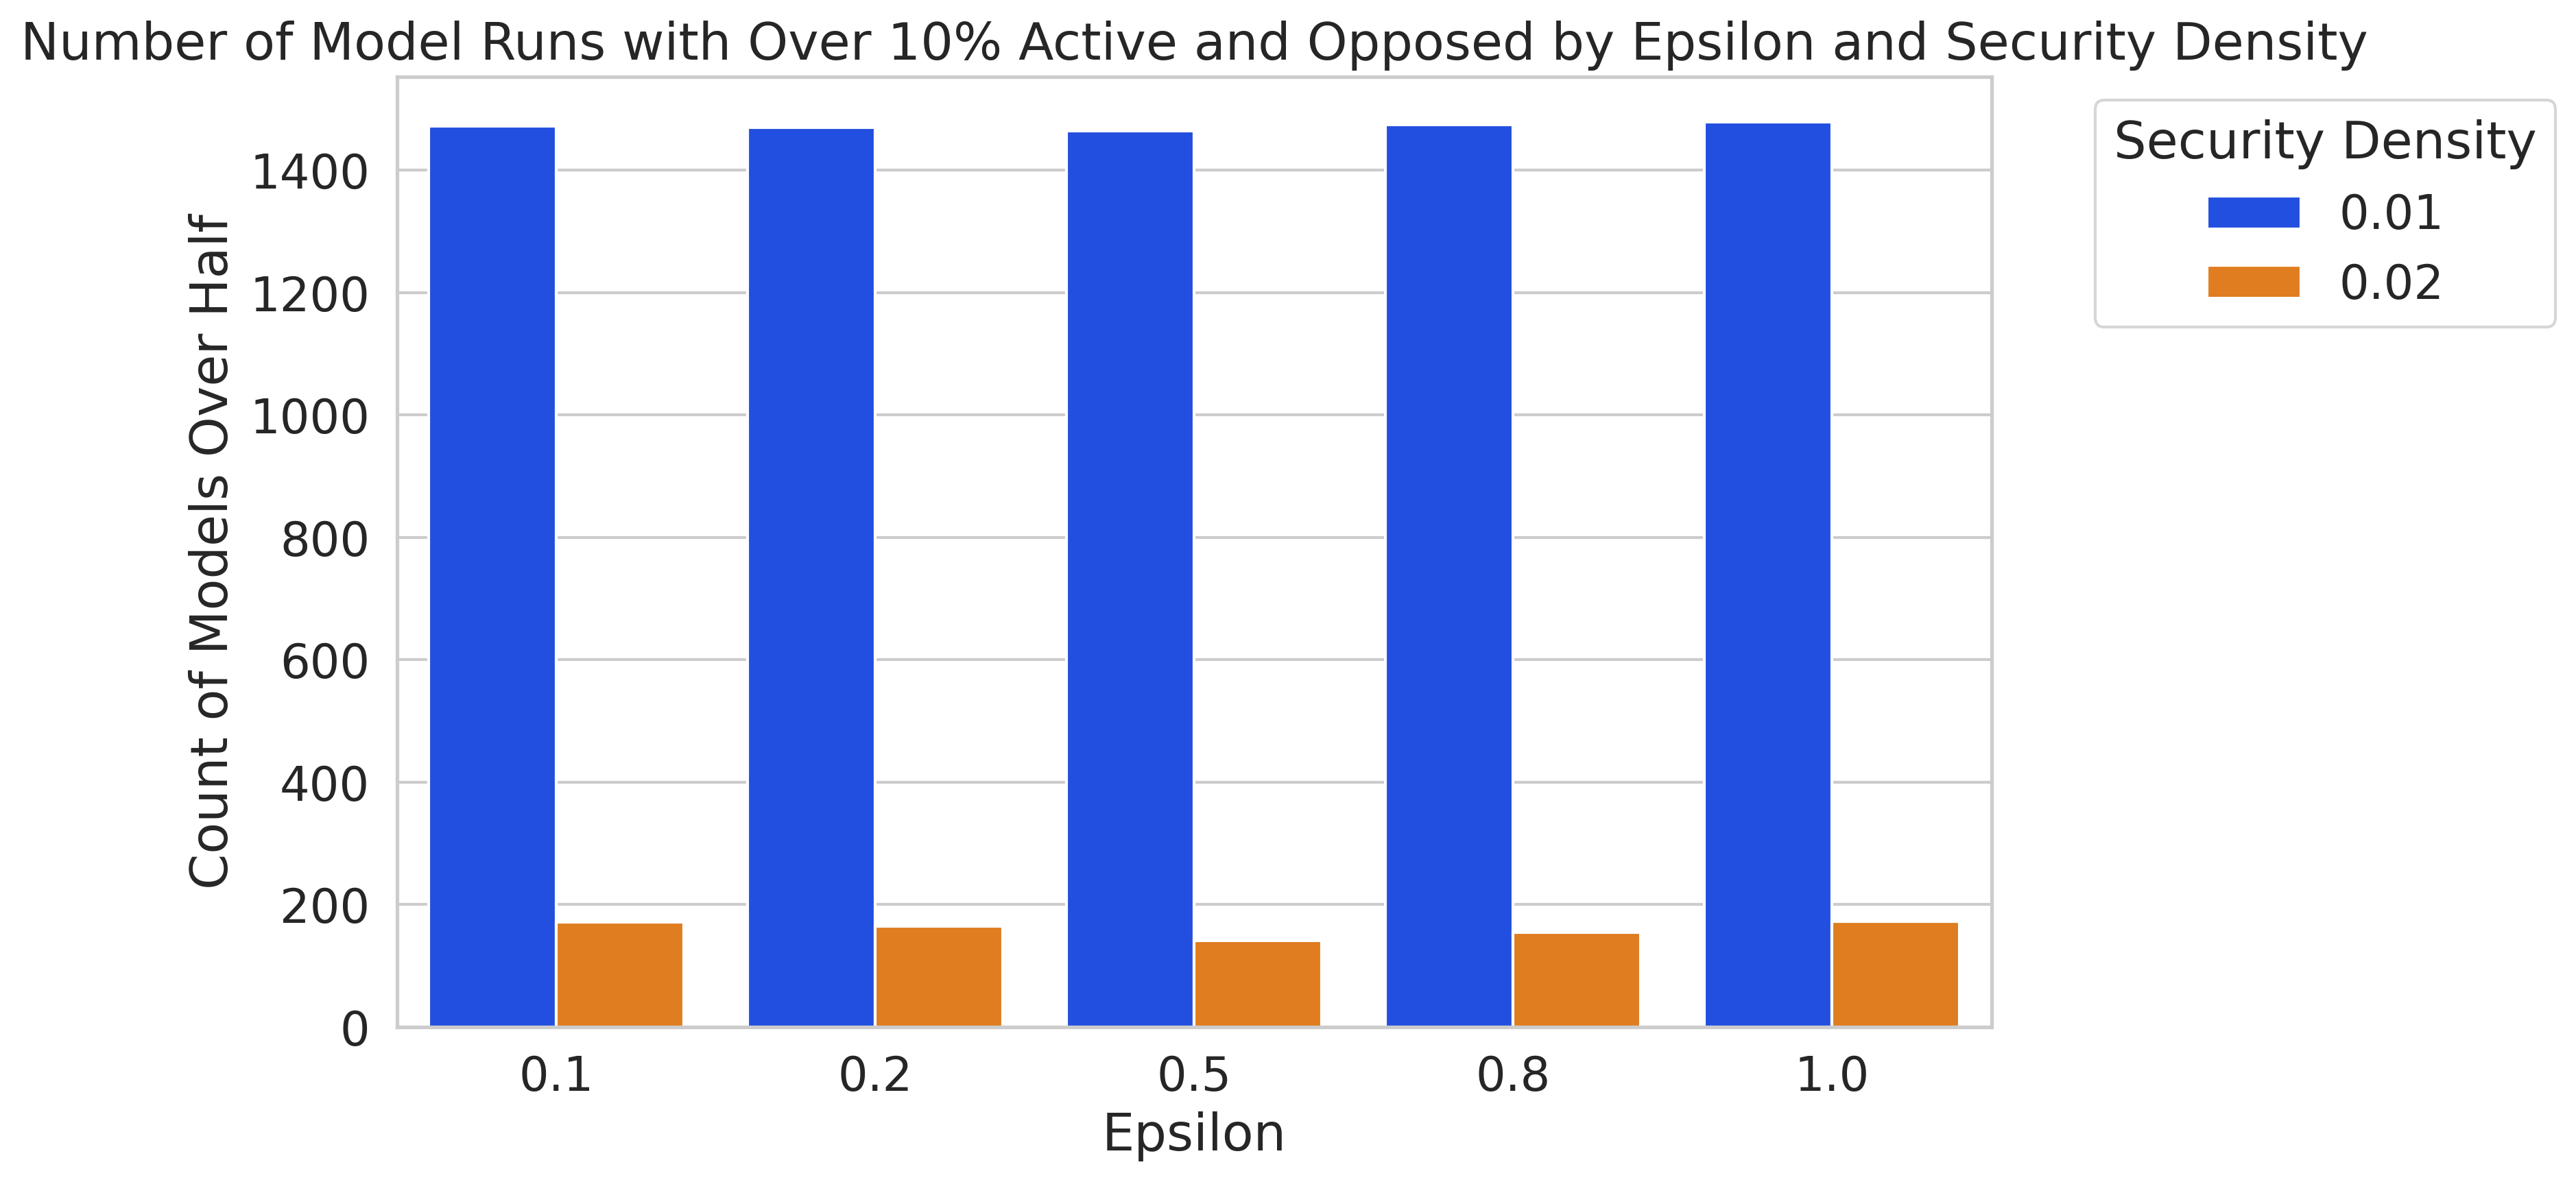 Number of Model Runs with Over 10% Active and Opposed by Epsilon and Security Density
Count of Models Over Half
1400
1200
1000
800
600
400
200
0
0.1 0.2 0.5 0.8 1.0
Epsilon
Security Density
0.01
0.02